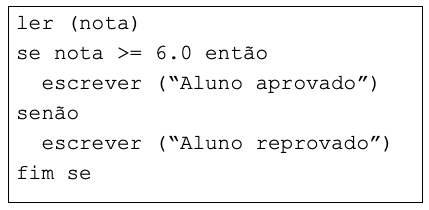 ler (nota)
se nota >= 6.0 então
  escrever (“Aluno aprovado”)
senão
  escrever (“Aluno reprovado”)
fim se